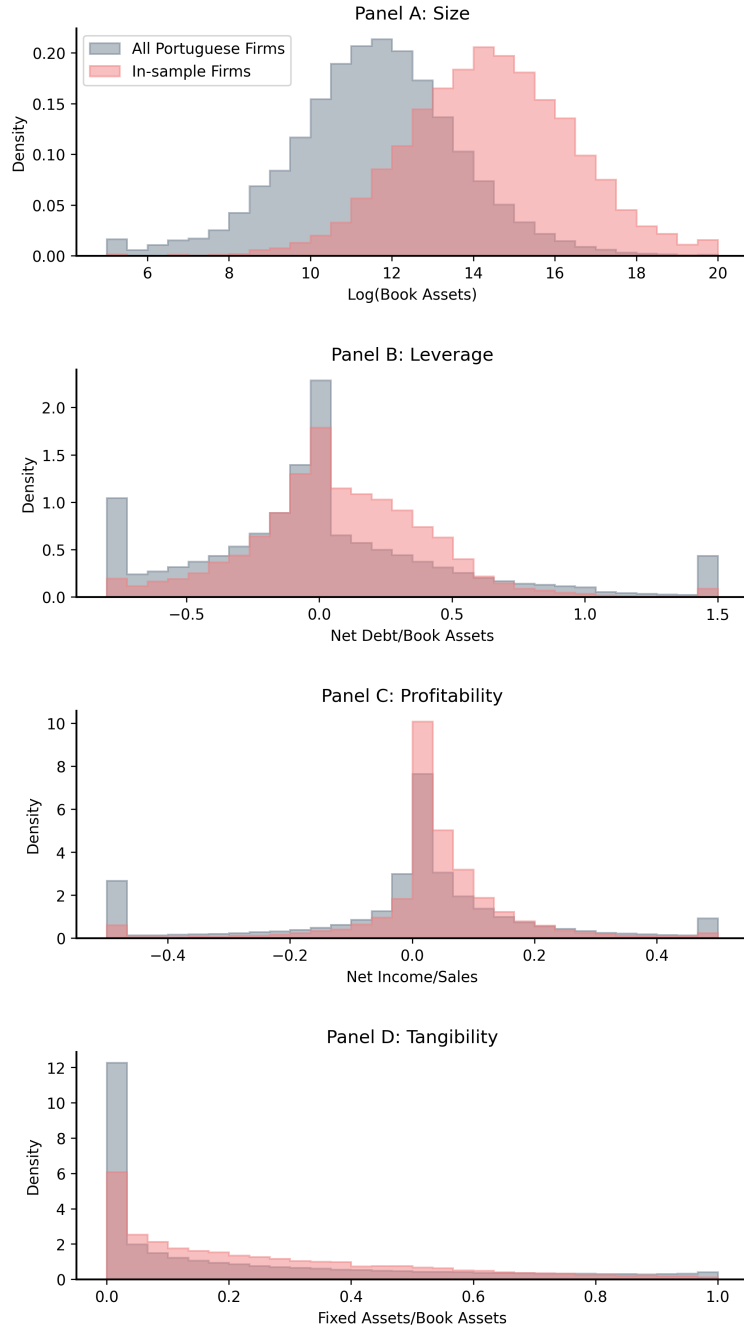 Panel A: Size
All Portuguese Firms
In-sample Firms
0.20
0.15
0.10
0.05
0.00
Density
6 8 10 12 14 16 18 20
Log(Book Assets)
Panel B: Leverage
2.0
1.5
1.0
0.5
0.0
Density
−0.5 0.0 0.5 1.0 1.5
Net Debt/Book Assets
Panel C: Profitability
10
8
6
4
2
0
Density
−0.4 −0.2 0.0 0.2 0.4
Net Income/Sales
Panel D: Tangibility
12
10
8
6
4
2
0
Density
0.0 0.2 0.4 0.6 0.8 1.0
Fixed Assets/Book Assets